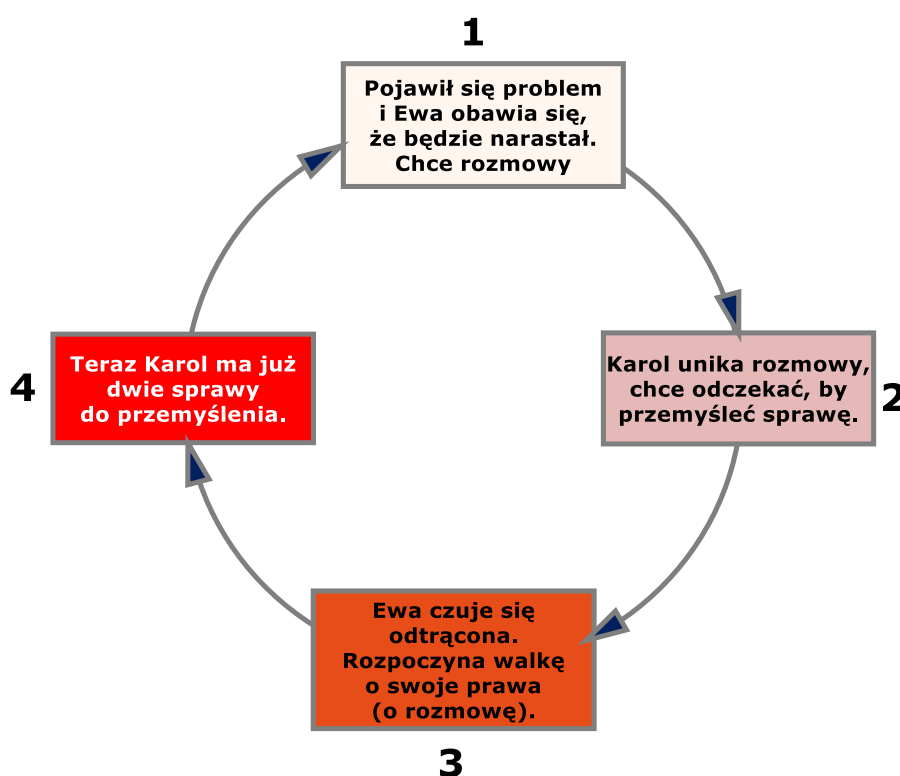 1
Pojawił się problem
i Ewa obawia się,
że będzie narastał.
Chce rozmowy
2
Karol unika rozmowy,
chce odczekać, by
przemyśleć sprawę.
3
Ewa czuje się
odtrącona.
Rozpoczyna walkę
o swoje prawa
(o rozmowę).
4
Teraz Karol ma już
dwie sprawy
do przemyślenia.